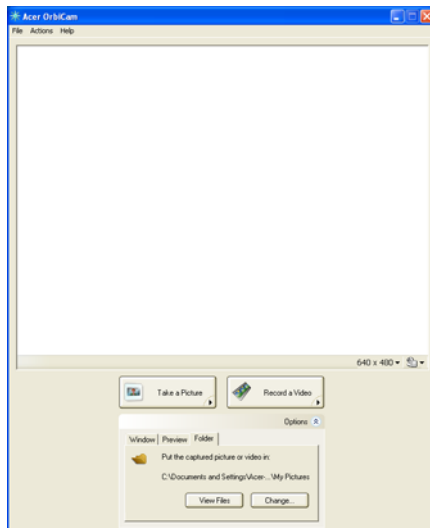 Acer OrbiCam
File Actions Help
640 x 480
Take a Picture
Record a Video
Options
Window Preview Folder
Put the captured picture or video in:
C:\Documents and Settings\Acer-...\My Pictures
View Files
Change...